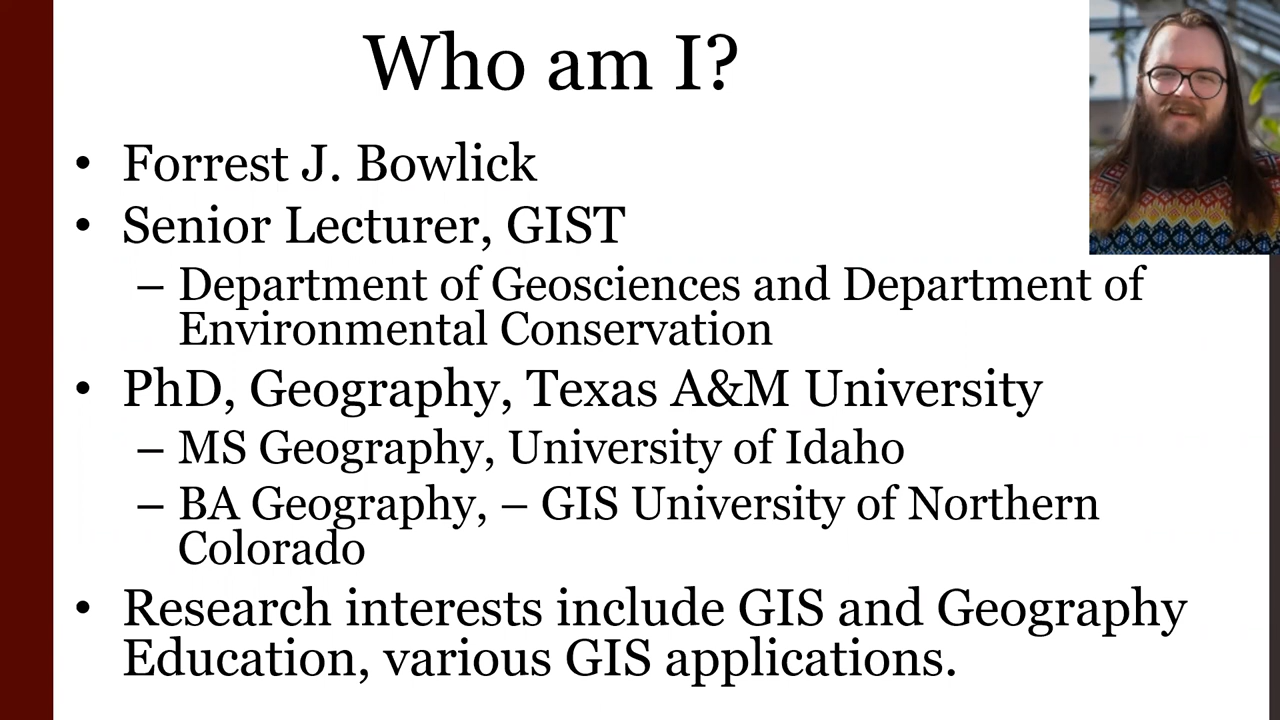 Who am I?
• Forrest J. Bowlick
• Senior Lecturer, GIST
– Department of Geosciences and Department of
Environmental Conservation
• PhD, Geography, Texas A&M University
– MS Geography, University of Idaho
– BA Geography, – GIS University of Northern
Colorado
• Research interests include GIS and Geography
Education, various GIS applications.